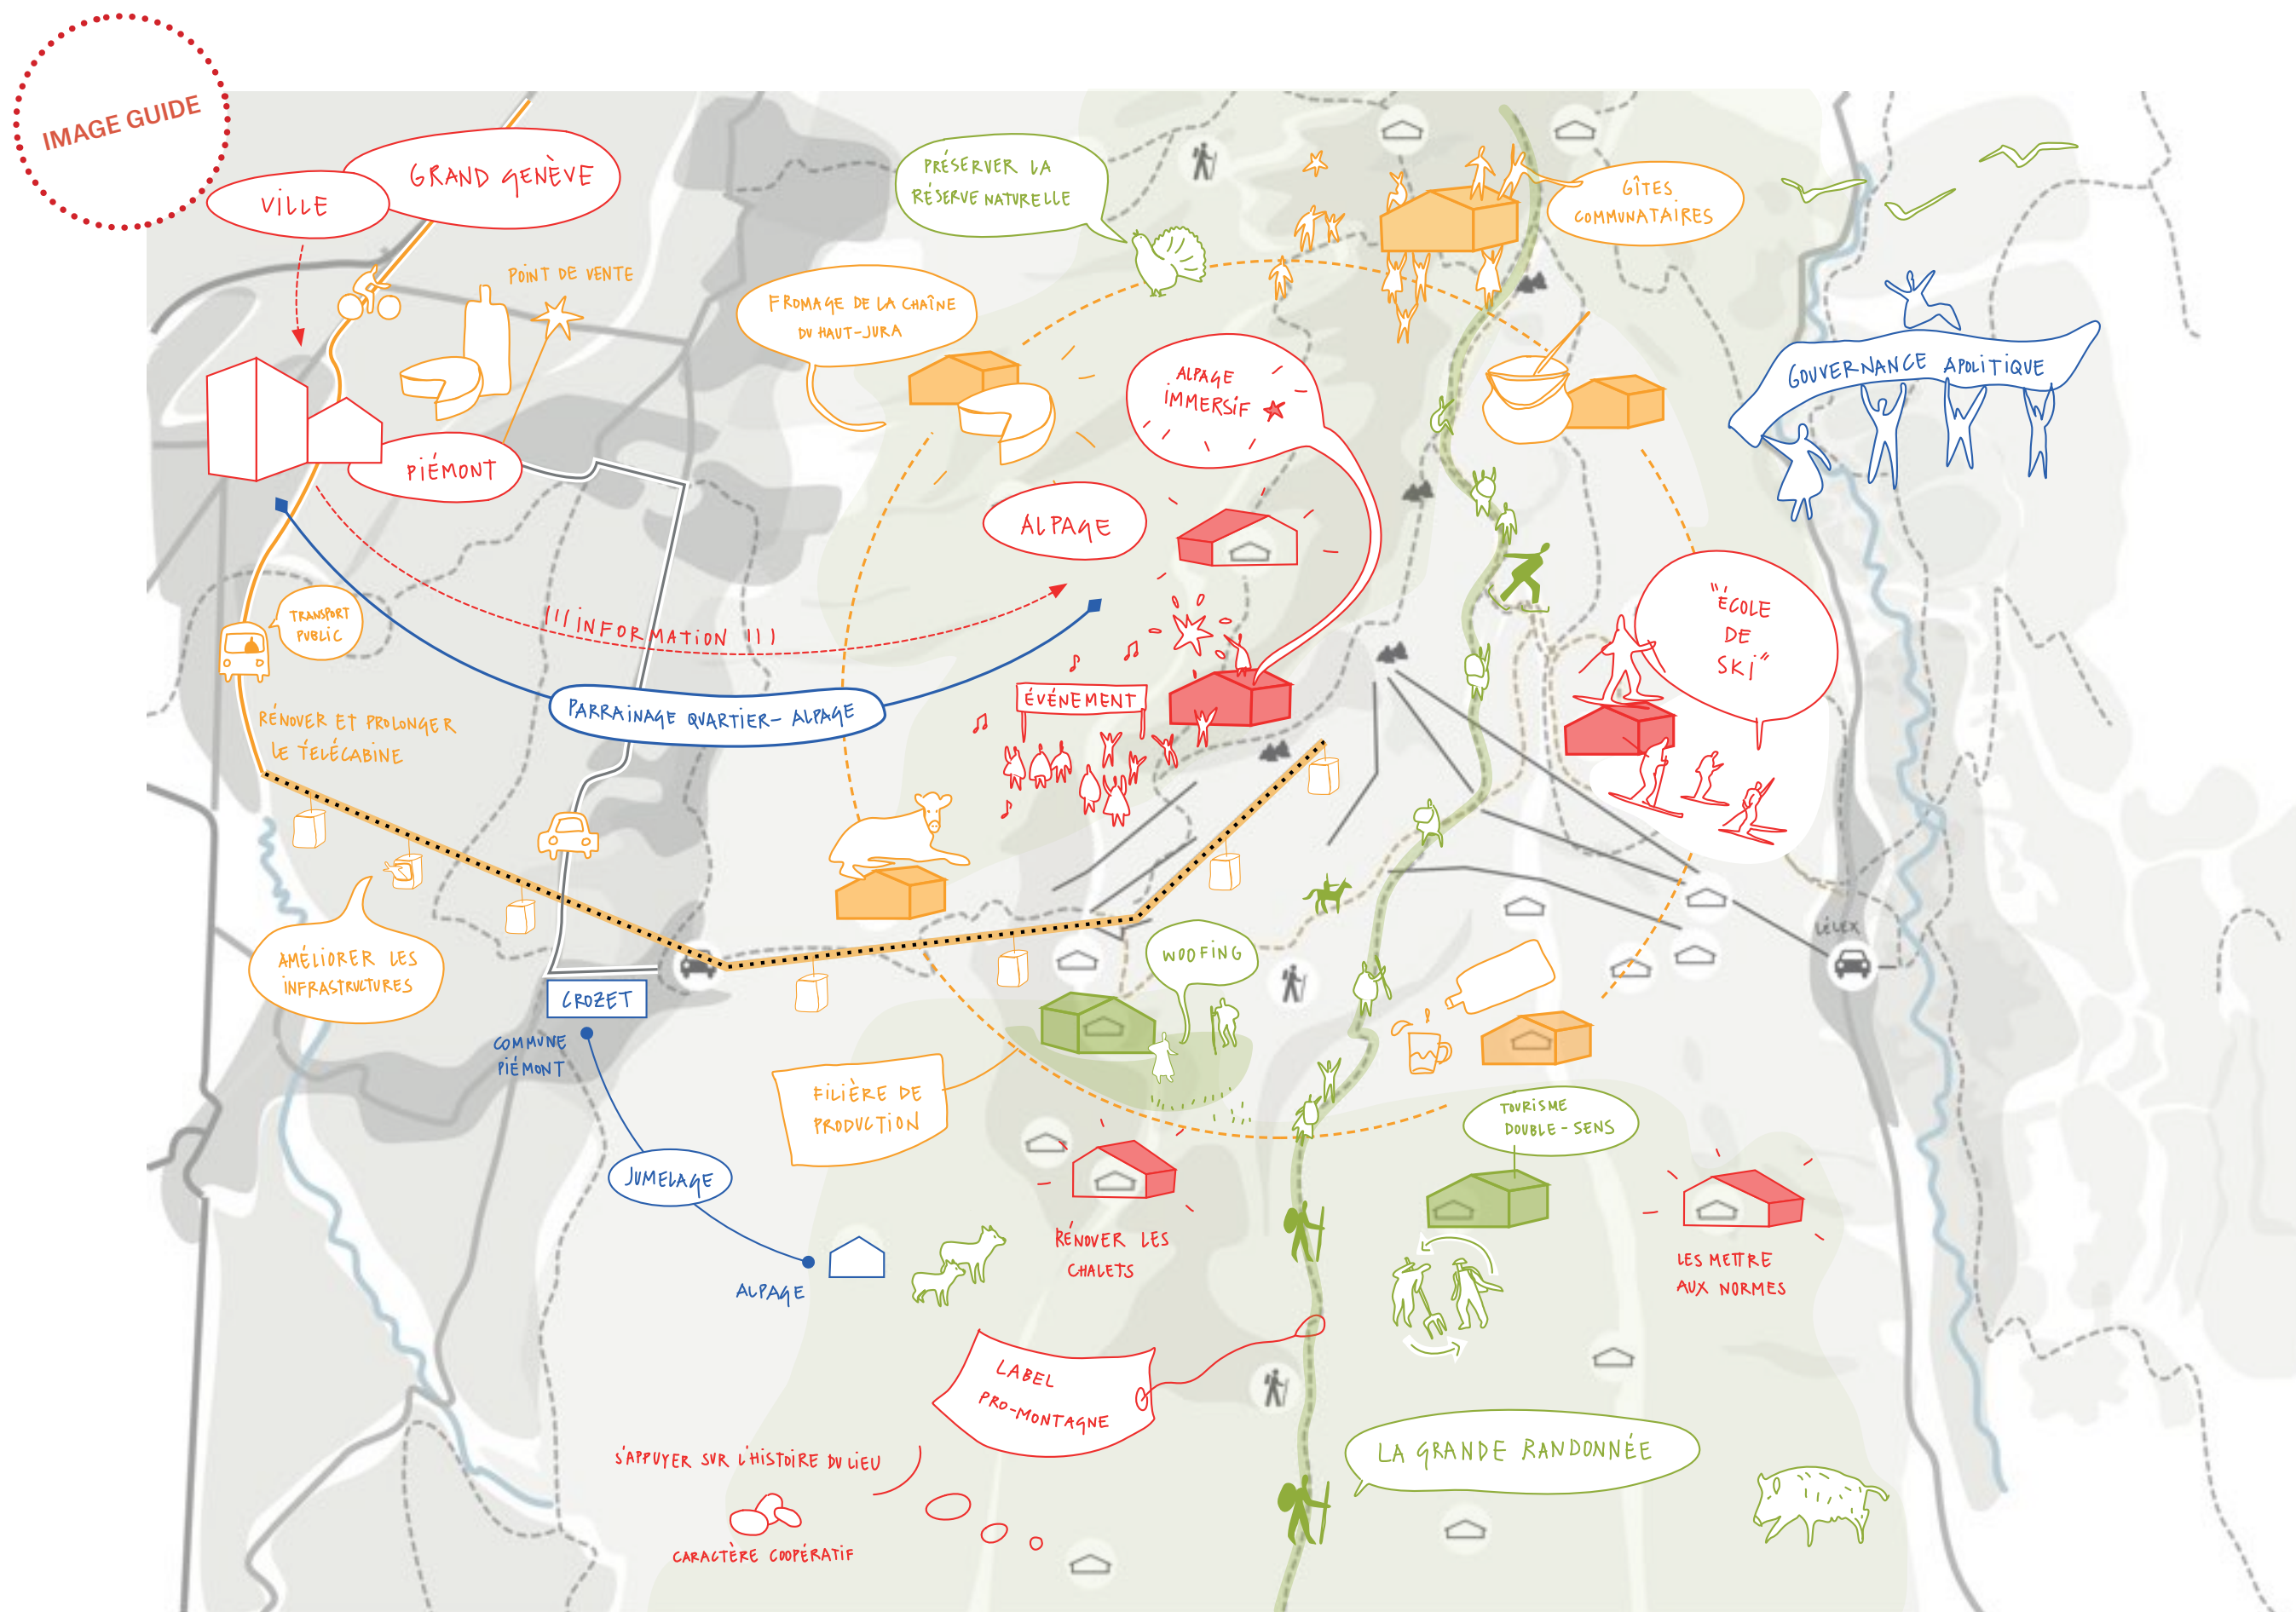 IMAGE GUIDE
GRAND GENÈVE
VILLE
POINT DE VENTE
PIÉMONT
PRÉSERVER LA
RÉSERVE NATURELLE
FROMAGE DE LA CHAÎNE
DU HAUT-JURA
GÎTES
COMMUNATAIRES
ALPAGE
IMMERSIF
GOUVERNANCE APOLITIQUE
ALPAGE
"ÉCOLE
DE
SKI"
TRANSPORT
PUBLIC
!!! INFORMATION !!!
PARRAINAGE QUARTIER-ALPAGE
ÉVÉNEMENT
RÉNOVER ET PROLONGER
LE TELÉCABINE
AMÉLIORER LES
INFRASTRUCTURES
CROZET
COMMUNE
PIÉMONT
WOOFING
LÉLEX
FILIÈRE DE
PRODUCTION
TOURISME
DOUBLE-SENS
JUMELAGE
ALPAGE
RÉNOVER LES
CHALETS
LES METTRE
AUX NORMES
LABEL
PRO-MONTAGNE
S'APPUYER SUR L'HISTOIRE DU LIEU
CARACTÈRE COOPÉRATIF
LA GRANDE RANDONNÉE